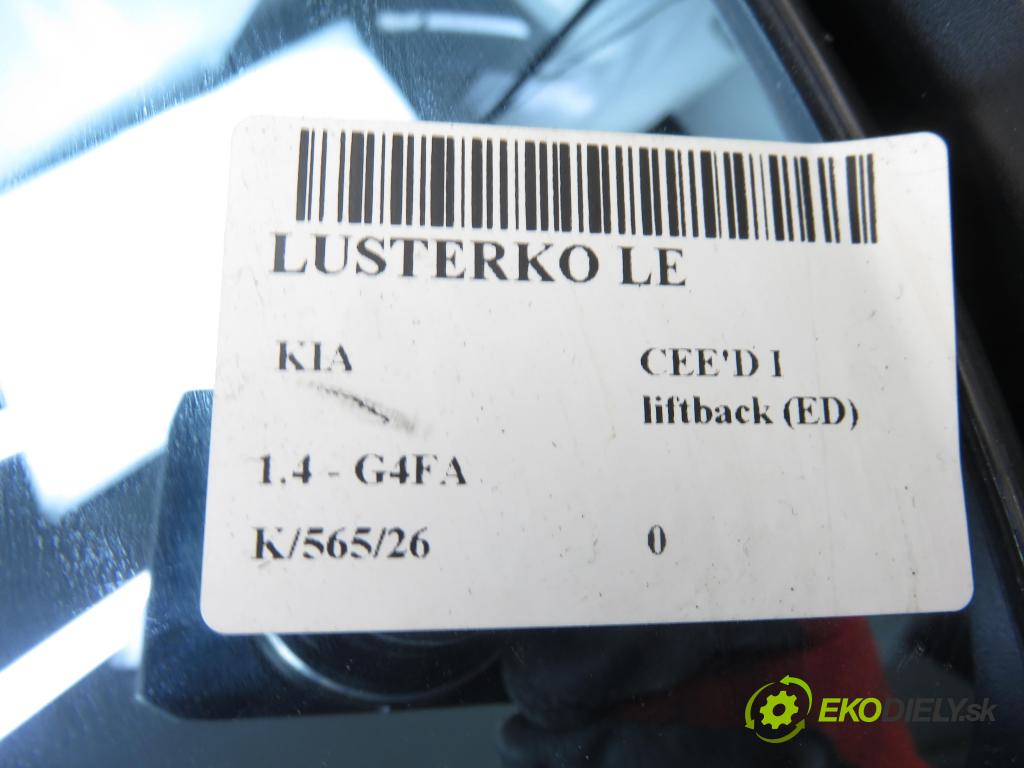 LUSTERKO LE
KIA
CEE'D I
liftback (ED)
1.4 - G4FA
K/565/26
0
EKODIELY.sk